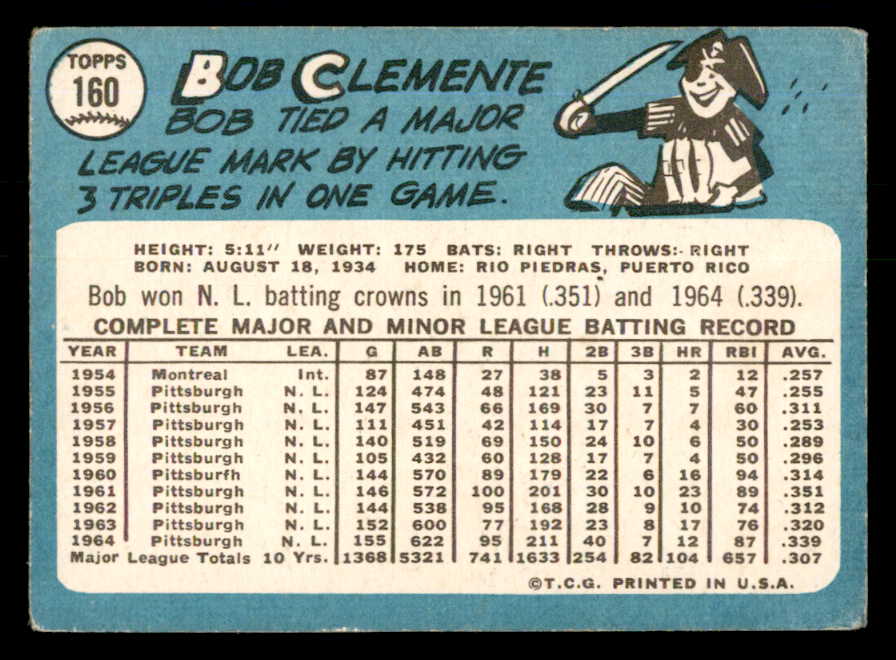 TOPPS
160
BOB CLEMENTE
BOB TIED A MAJOR
LEAGUE MARK BY HITTING
3 TRIPLES IN ONE GAME.
HEIGHT: 5:11" WEIGHT: 175 BATS: RIGHT THROWS: RIGHT
BORN: AUGUST 18, 1934 HOME: RIO PIEDRAS, PUERTO RICO
Bob won N. L. batting crowns in 1961 (.351) and 1964 (.339).
COMPLETE MAJOR AND MINOR LEAGUE BATTING RECORD
YEAR TEAM LEA. G AB R H 2B 3B HR RBI AVG.
1954 Montreal Int. 87 148 27 38 5 3 2 12 .257
1955 Pittsburgh N. L. 124 474 48 121 23 11 5 47 .255
1956 Pittsburgh N. L. 147 543 66 169 30 7 7 60 .311
1957 Pittsburgh N. L. 111 451 42 114 17 7 4 30 .253
1958 Pittsburgh N. L. 140 519 69 150 24 10 6 50 .289
1959 Pittsburgh N. L. 105 432 60 128 17 7 4 50 .296
1960 Pittsburfh N. L. 144 570 89 179 22 6 16 94 .314
1961 Pittsburgh N. L. 146 572 100 201 30 10 23 89 .351
1962 Pittsburgh N. L. 144 538 95 168 28 9 10 74 .312
1963 Pittsburgh N. L. 152 600 77 192 23 8 17 76 .320
1964 Pittsburgh N. L. 155 622 95 211 40 7 12 87 .339
Major League Totals 10 Yrs. 1368 5321 741 1633 254 82 104 657 .307
©T.C.G. PRINTED IN U.S.A.